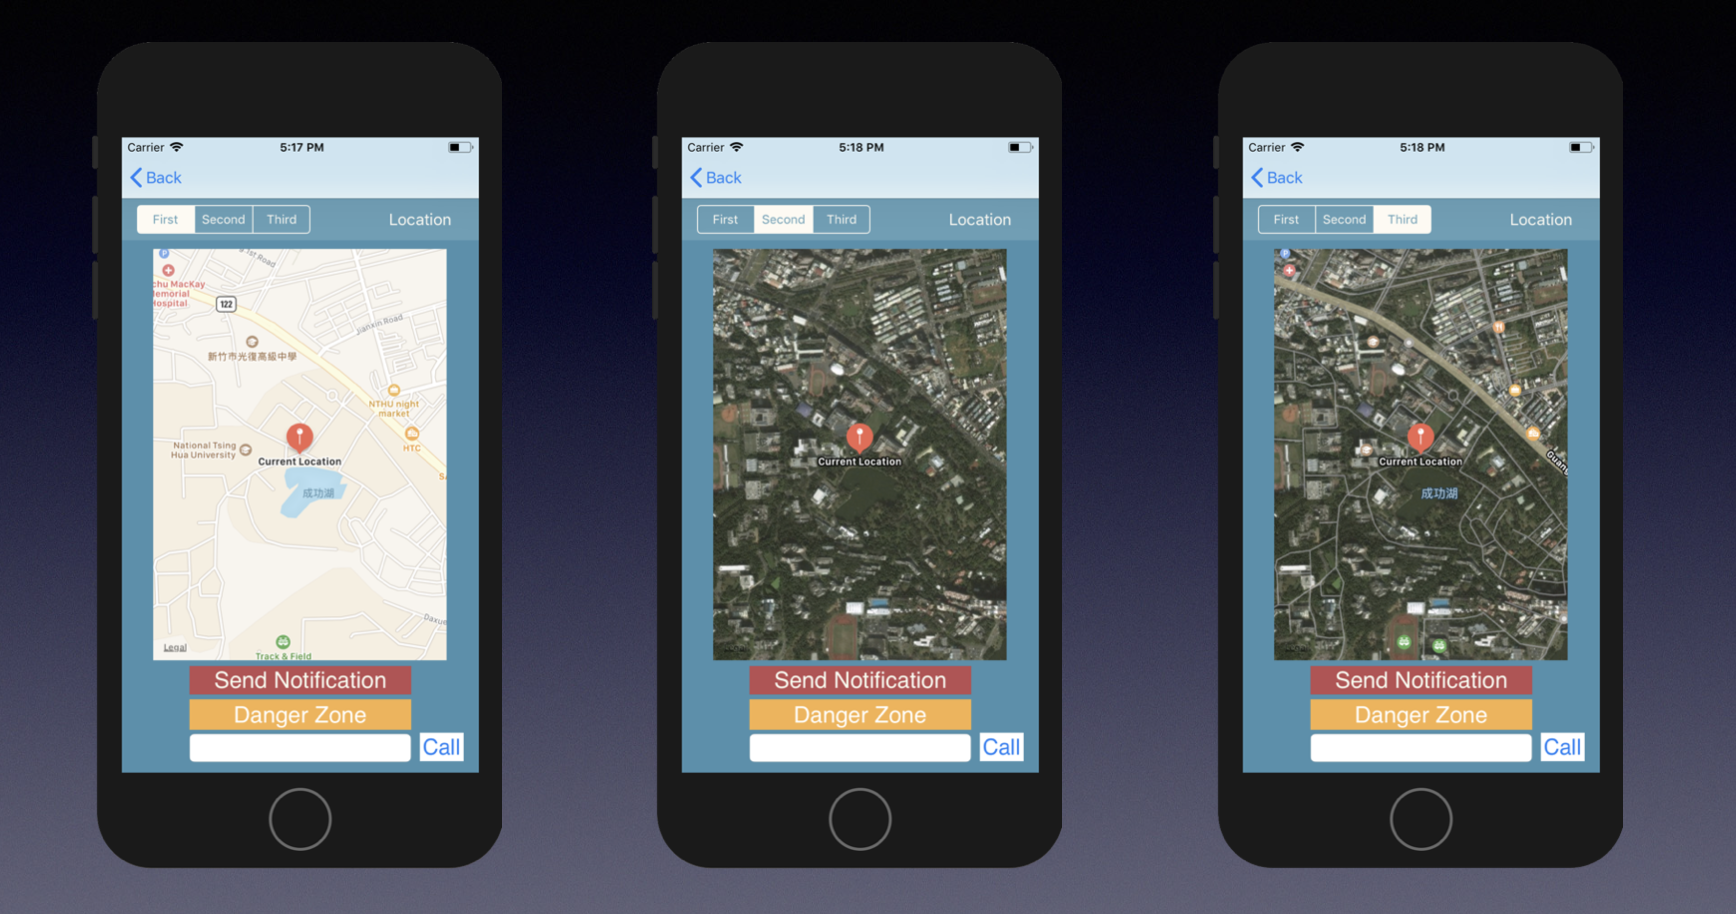 Carrier
5:17 PM
Back
First
Second
Third
Location
g 1st Road
P
chu MacKay
emorial
ospital
122
Jianxin Road
新竹市光復高級中學
NTHU night
market
HTC
National Tsing
Hua University
Current Location
成功湖
Daxue
Legal
Track & Field
Send Notification
Danger Zone
Call
Carrier
5:18 PM
Back
First
Second
Third
Location
Current Location
Send Notification
Danger Zone
Call
Carrier
5:18 PM
Back
First
Second
Third
Location
P
Current Location
Guan
成功湖
Send Notification
Danger Zone
Call